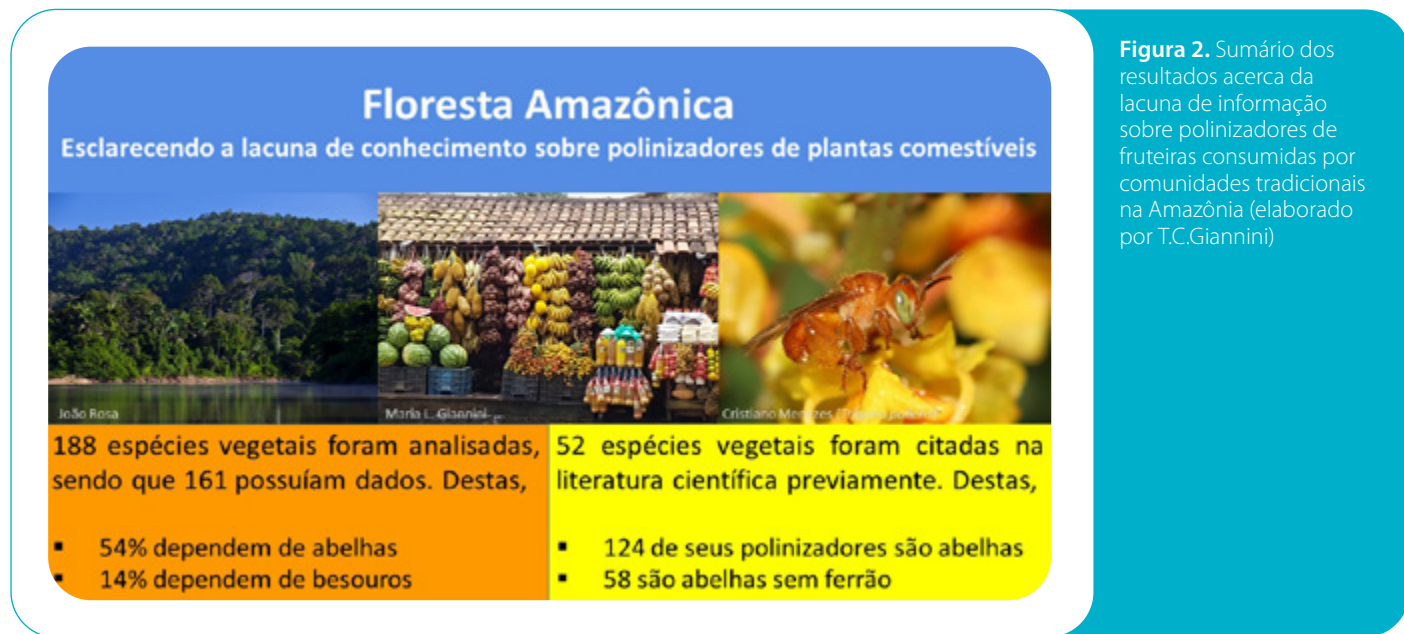 Floresta Amazônica
Esclarecendo a lacuna de conhecimento sobre polinizadores de plantas comestíveis
João Rosa
Maria L. Giannini
Cristiano Menezes
188 espécies vegetais foram analisadas,
sendo que 161 possuíam dados. Destas,
▪ 54% dependem de abelhas
▪ 14% dependem de besouros
52 espécies vegetais foram citadas na
literatura científica previamente. Destas,
▪ 124 de seus polinizadores são abelhas
▪ 58 são abelhas sem ferrão
Figura 2. Sumário dos
resultados acerca da
lacuna de informação
sobre polinizadores de
fruteiras consumidas por
comunidades tradicionais
na Amazônia (elaborado
por T.C.Giannini)